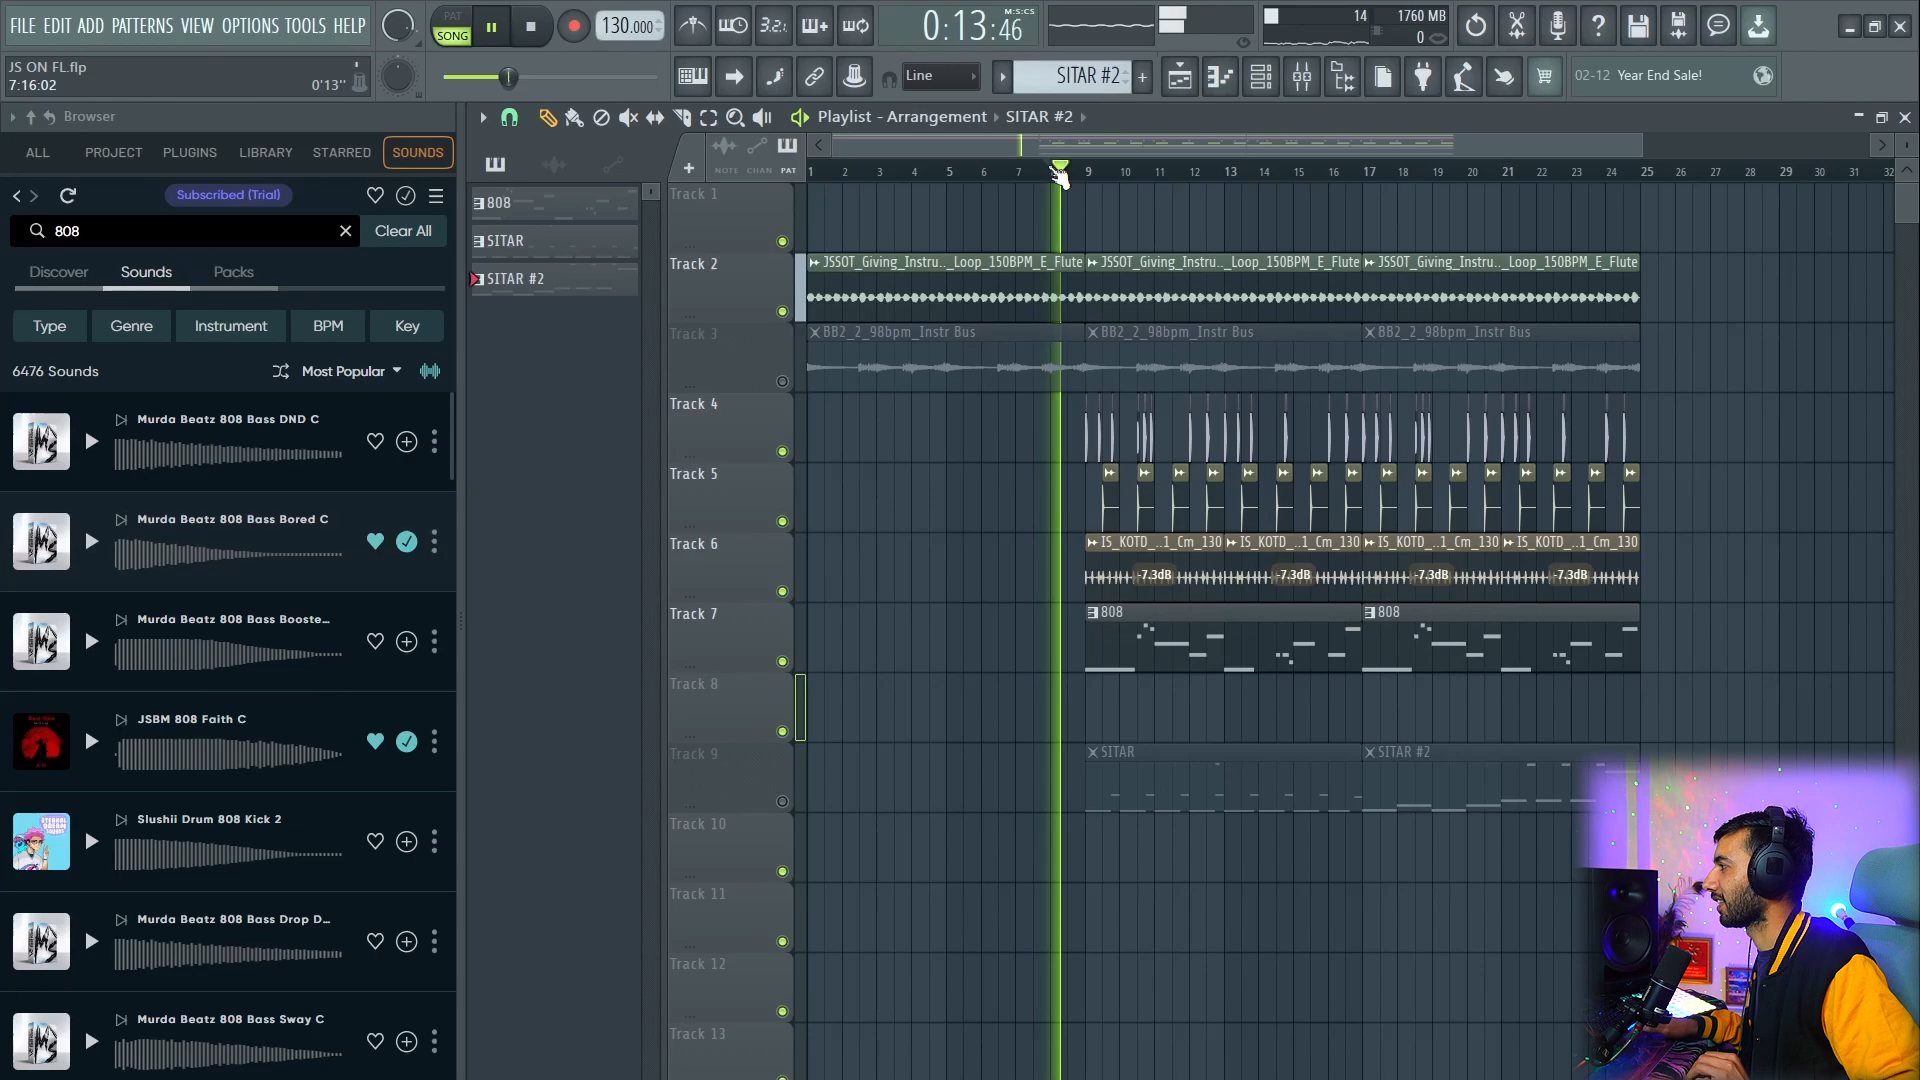 FILE EDIT ADD PATTERNS VIEW OPTIONS TOOLS HELP
PAT
SONG
130.000
3.2.
0:13:46
M:S:CS
14
1760 MB
0
JS ON FL.flp
7:16:02
0'13"
Line
SITAR #2
02-12 Year End Sale!
Browser
Playlist - Arrangement
SITAR #2
ALL
PROJECT
PLUGINS
LIBRARY
STARRED
SOUNDS
NOTE CHAN PAT
Subscribed (Trial)
808
Clear All
Discover
Sounds
Packs
Type
Genre
Instrument
BPM
Key
6476 Sounds
Most Popular
Murda Beatz 808 Bass DND C
Murda Beatz 808 Bass Bored C
Murda Beatz 808 Bass Booste...
JSBM 808 Faith C
Slushii Drum 808 Kick 2
Murda Beatz 808 Bass Drop D...
Murda Beatz 808 Bass Sway C
808
SITAR
SITAR #2
1 2 3 4 5 6 7 9 10 11 12 13 14 15 16 17 18 19 20 21 22 23 24 25 26 27 28 29 30 31 32
Track 1
Track 2
JSSOT_Giving_Instru.._Loop_150BPM_E_Flute
JSSOT_Giving_Instru.._Loop_150BPM_E_Flute
JSSOT_Giving_Instru.._Loop_150BPM_E_Flute
Track 3
BB2_2_98bpm_Instr Bus
BB2_2_98bpm_Instr Bus
BB2_2_98bpm_Instr Bus
Track 4
Track 5
Track 6
IS_KOTD_..1_Cm_130
IS_KOTD_..1_Cm_130
IS_KOTD_..1_Cm_130
IS_KOTD_..1_Cm_130
-7.3dB
-7.3dB
-7.3dB
-7.3dB
Track 7
808
808
Track 8
Track 9
SITAR
SITAR #2
Track 10
Track 11
Track 12
Track 13